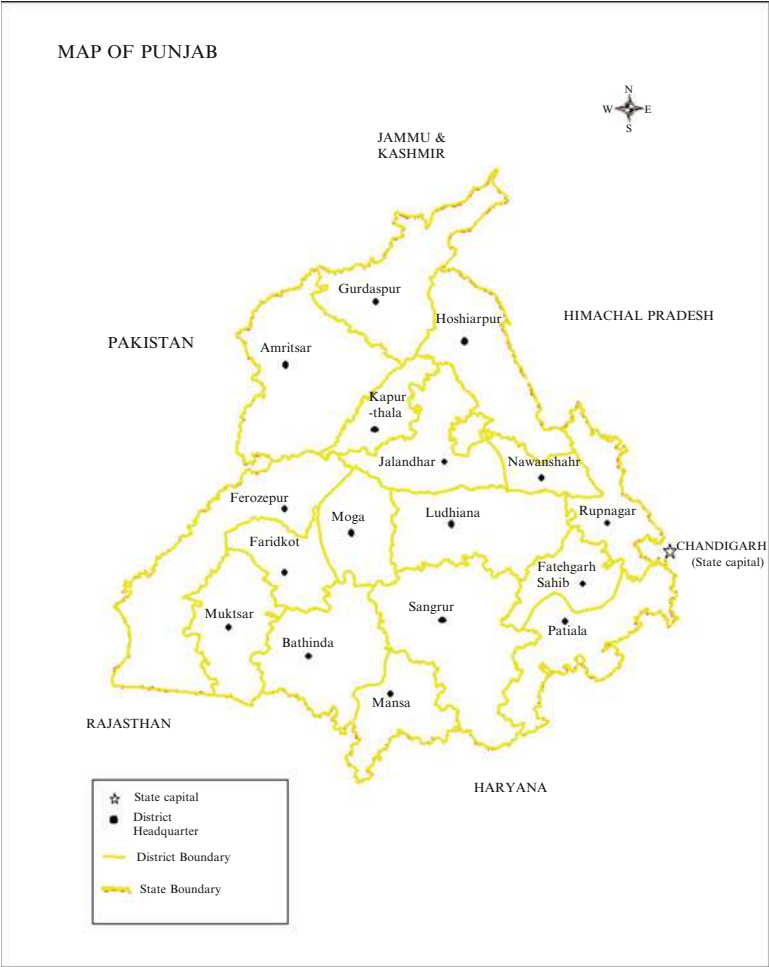 MAP OF PUNJAB
N
W E
S
JAMMU &
KASHMIR
Gurdaspur
Hoshiarpur
HIMACHAL PRADESH
PAKISTAN
Amritsar
Kapur
-thala
Jalandhar
Nawanshahr
Ferozepur
Moga
Ludhiana
Rupnagar
Faridkot
CHANDIGARH
(State capital)
Fatehgarh
Sahib
Muktsar
Sangrur
Patiala
Bathinda
Mansa
RAJASTHAN
HARYANA
State capital
District
Headquarter
District Boundary
State Boundary